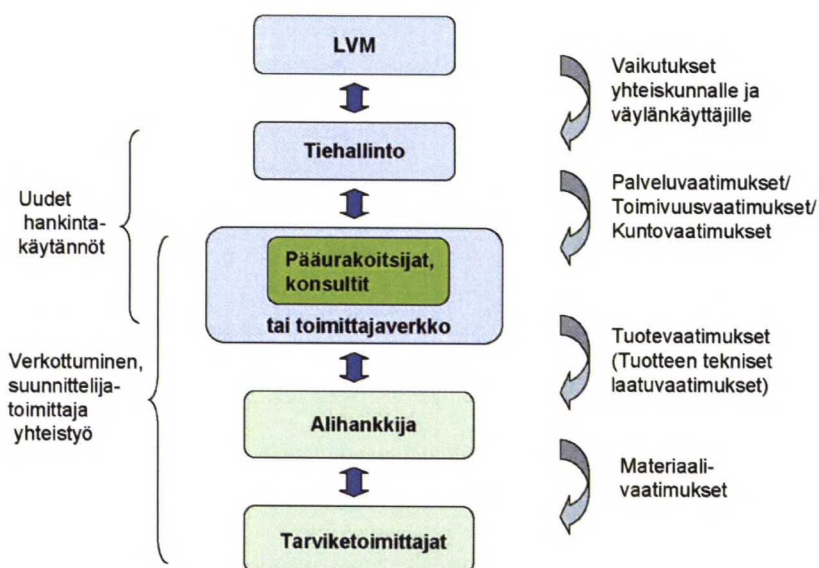 LVM
Tiehallinto
Pääurakoitsijat,
konsultit
tai toimittajaverkko
Alihankkija
Tarviketoimittajat
Uudet
hankinta-
käytännöt
Verkottuminen,
suunnittelija-
toimittaja
yhteistyö
Vaikutukset
yhteiskunnalle ja
väylänkäyttäjille
Palveluvaatimukset/
Toimivuusvaatimukset/
Kuntovaatimukset
Tuotevaatimukset
(Tuotteen tekniset
laatuvaatimukset)
Materiaali-
vaatimukset